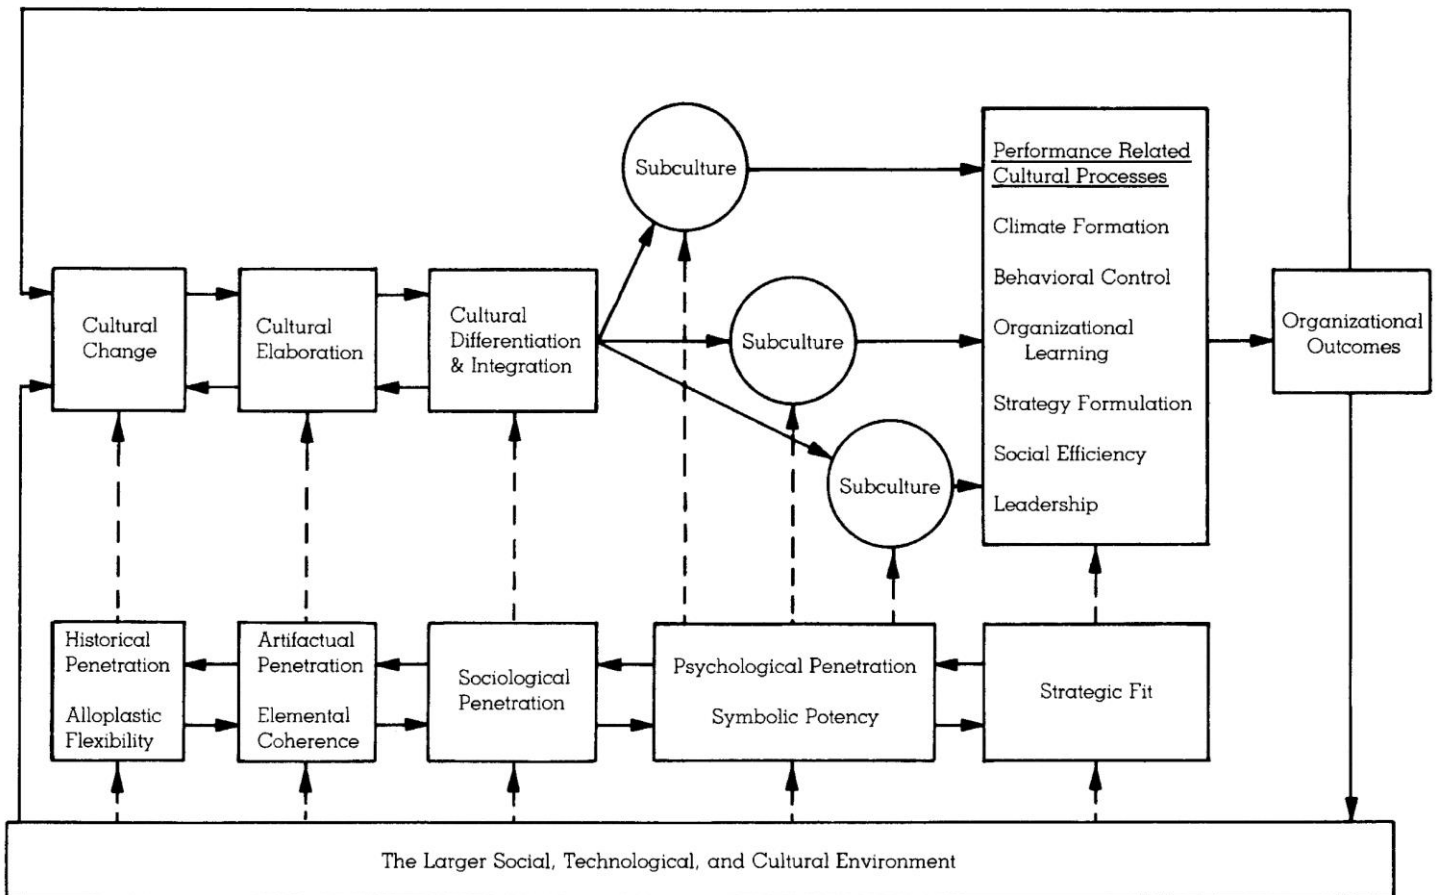 Subculture
Performance Related
Cultural Processes
Climate Formation
Behavioral Control
Organizational
Learning
Strategy Formulation
Social Efficiency
Leadership
Cultural
Change
Cultural
Elaboration
Cultural
Differentiation
& Integration
Subculture
Subculture
Organizational
Outcomes
Historical
Penetration
Alloplastic
Flexibility
Artifactual
Penetration
Elemental
Coherence
Sociological
Penetration
Psychological Penetration
Symbolic Potency
Strategic Fit
The Larger Social, Technological, and Cultural Environment